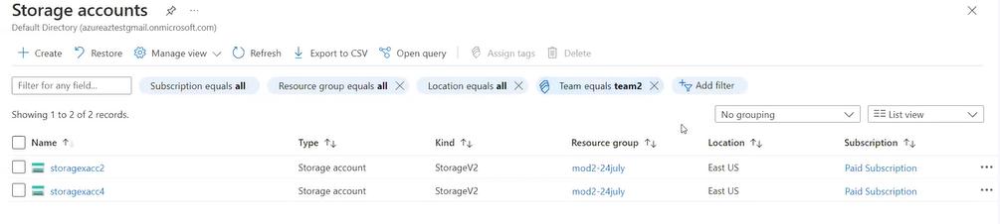 Storage accounts
Default Directory (azureaztestgmail.onmicrosoft.com)
Create Restore Manage view Refresh Export to CSV Open query Assign tags Delete
Filter for any field... Subscription equals all Resource group equals all Location equals all Team equals team2 Add filter
Showing 1 to 2 of 2 records. No grouping List view
Name Type Kind Resource group Location Subscription
storagexacc2 Storage account StorageV2 mod2-24july East US Paid Subscription
storagexacc4 Storage account StorageV2 mod2-24july East US Paid Subscription